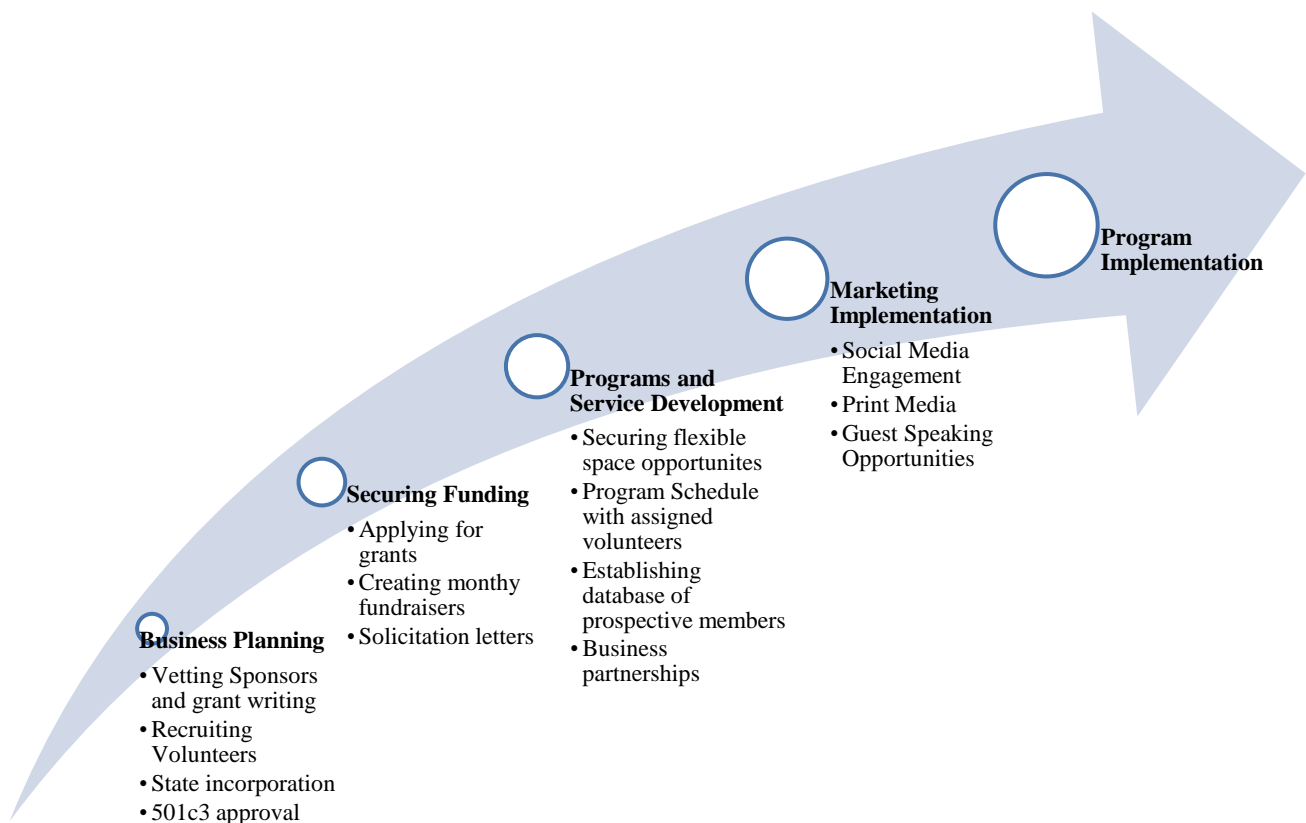 Business Planning
• Vetting Sponsors
and grant writing
• Recruiting
Volunteers
• State incorporation
• 501c3 approval
Securing Funding
• Applying for
grants
• Creating monthy
fundraisers
• Solicitation letters
Programs and
Service Development
• Securing flexible
space opportunites
• Program Schedule
with assigned
volunteers
• Establishing
database of
prospective members
• Business
partnerships
Marketing
Implementation
• Social Media
Engagement
• Print Media
• Guest Speaking
Opportunities
Program
Implementation